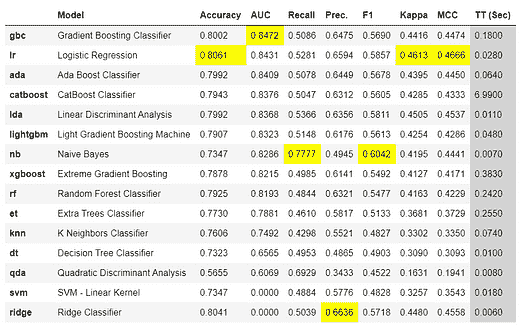 Model Accuracy AUC Recall Prec. F1 Kappa MCC TT (Sec)
gbc Gradient Boosting Classifier 0.8002 0.8472 0.5086 0.6475 0.5690 0.4416 0.4474 0.1800
lr Logistic Regression 0.8061 0.8431 0.5281 0.6594 0.5857 0.4613 0.4666 0.0280
ada Ada Boost Classifier 0.7992 0.8409 0.5078 0.6449 0.5678 0.4395 0.4450 0.0640
catboost CatBoost Classifier 0.7943 0.8376 0.5047 0.6312 0.5605 0.4285 0.4333 6.9900
lda Linear Discriminant Analysis 0.7992 0.8368 0.5366 0.6356 0.5811 0.4505 0.4537 0.0110
lightgbm Light Gradient Boosting Machine 0.7907 0.8323 0.5148 0.6176 0.5613 0.4254 0.4286 0.0480
nb Naive Bayes 0.7347 0.8286 0.7777 0.4945 0.6042 0.4195 0.4441 0.0070
xgboost Extreme Gradient Boosting 0.7878 0.8215 0.4985 0.6141 0.5492 0.4127 0.4171 0.3830
rf Random Forest Classifier 0.7925 0.8193 0.4844 0.6321 0.5477 0.4163 0.4229 0.2420
et Extra Trees Classifier 0.7730 0.7881 0.4610 0.5817 0.5133 0.3681 0.3729 0.2550
knn K Neighbors Classifier 0.7606 0.7492 0.4298 0.5521 0.4827 0.3302 0.3350 0.0740
dt Decision Tree Classifier 0.7323 0.6565 0.4953 0.4865 0.4903 0.3090 0.3093 0.0100
qda Quadratic Discriminant Analysis 0.5655 0.6069 0.6929 0.3433 0.4522 0.1631 0.1941 0.0080
svm SVM - Linear Kernel 0.7347 0.0000 0.4884 0.5776 0.4828 0.3257 0.3543 0.0180
ridge Ridge Classifier 0.8041 0.0000 0.5039 0.6636 0.5718 0.4480 0.4558 0.0060